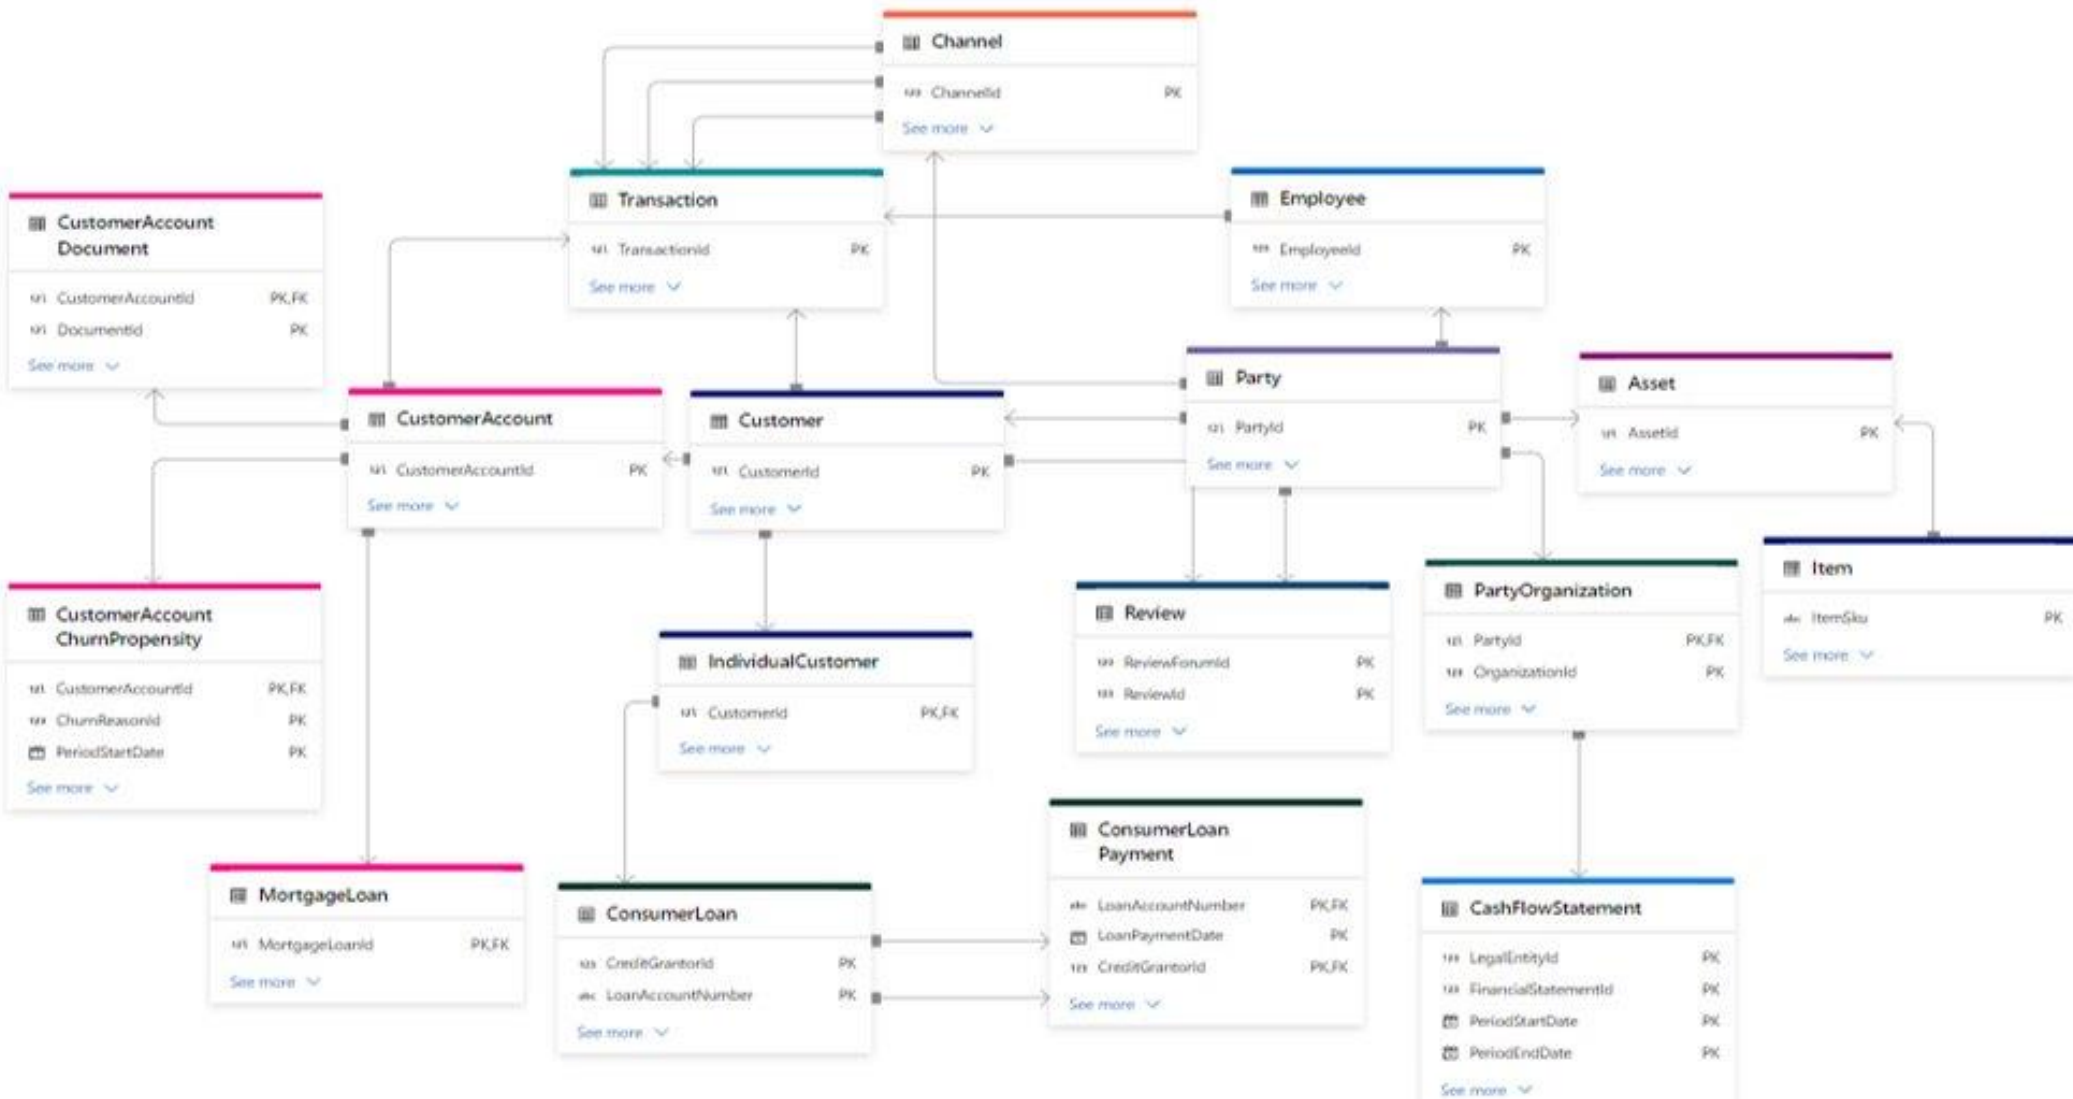 Channel
ChannelId PK
See more
Transaction
TransactionId PK
See more
Employee
EmployeeId PK
See more
CustomerAccount
Document
CustomerAccountId PK,FK
DocumentId PK
See more
CustomerAccount
CustomerAccountId PK
See more
Customer
CustomerId PK
See more
Party
PartyId PK
See more
Asset
AssetId PK
See more
CustomerAccount
ChurnPropensity
CustomerAccountId PK,FK
ChurnReasonId PK
PeriodStartDate PK
See more
IndividualCustomer
CustomerId PK,FK
See more
Review
ReviewForumId PK
ReviewId PK
See more
PartyOrganization
PartyId PK,FK
OrganizationId PK
See more
Item
abc ItemSku PK
See more
MortgageLoan
MortgageLoanId PK,FK
See more
ConsumerLoan
123 CreditGrantorId PK
abc LoanAccountNumber PK
See more
ConsumerLoan
Payment
abc LoanAccountNumber PK,FK
LoanPaymentDate PK
123 CreditGrantorId PK,FK
See more
CashFlowStatement
LegalEntityId PK
FinancialStatementId PK
PeriodStartDate PK
PeriodEndDate PK
See more